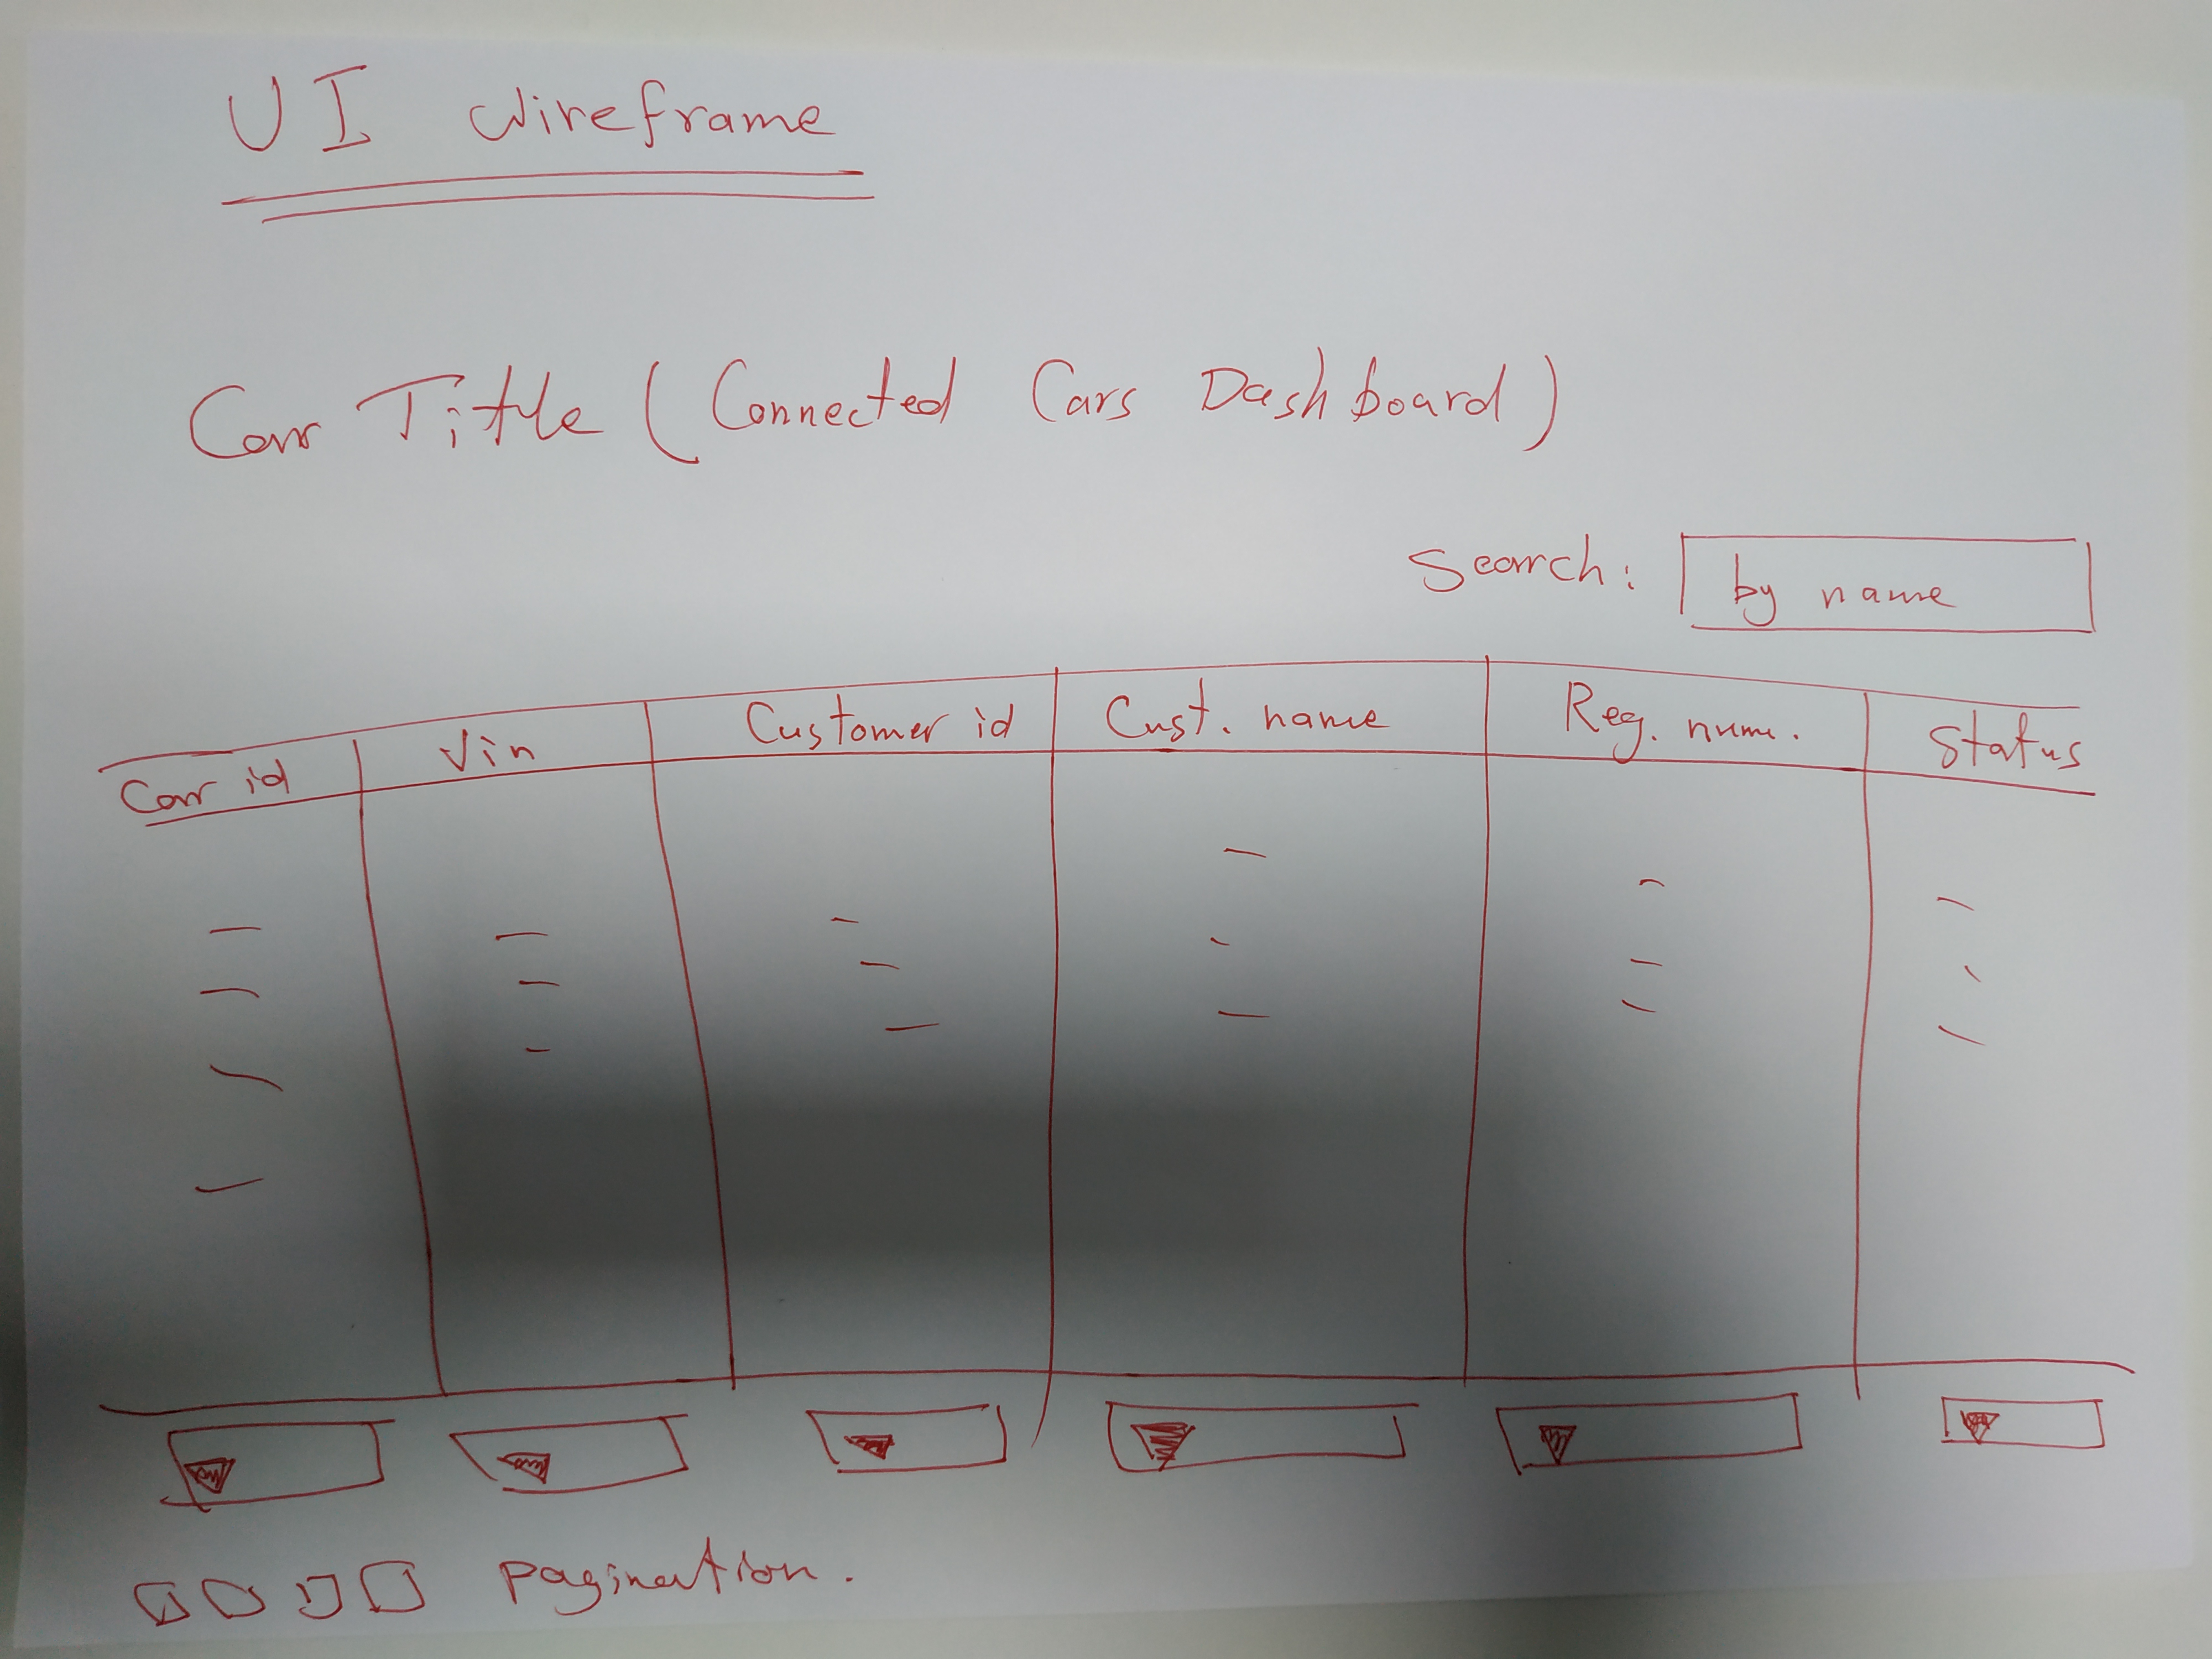 UI wireframe
Car Title (Connected Cars Dashboard)
Search: by name
Car id Vin Customer id Cust. name Reg. num. Status
Pagination.